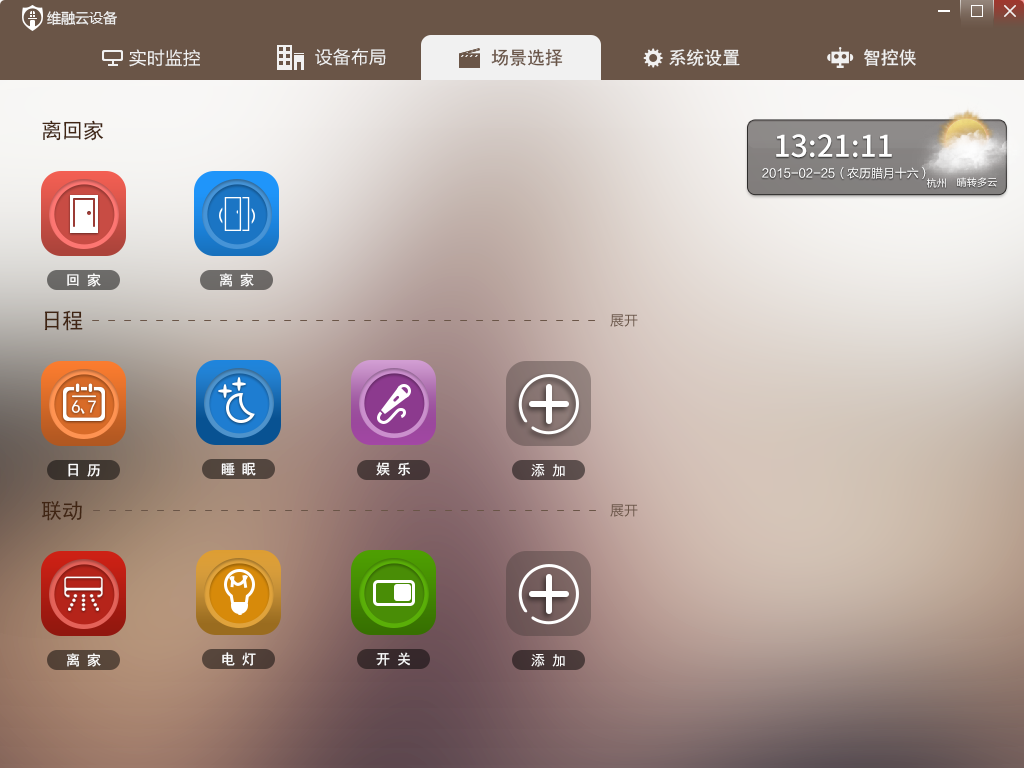 维融云设备
实时监控
设备布局
场景选择
系统设置
智控侠
离回家
13:21:11
2015-02-25（农历腊月十六）
杭州 晴转多云
回家
离家
日程
展开
6、7
日历
睡眠
娱乐
添加
联动
展开
离家
电灯
开关
添加